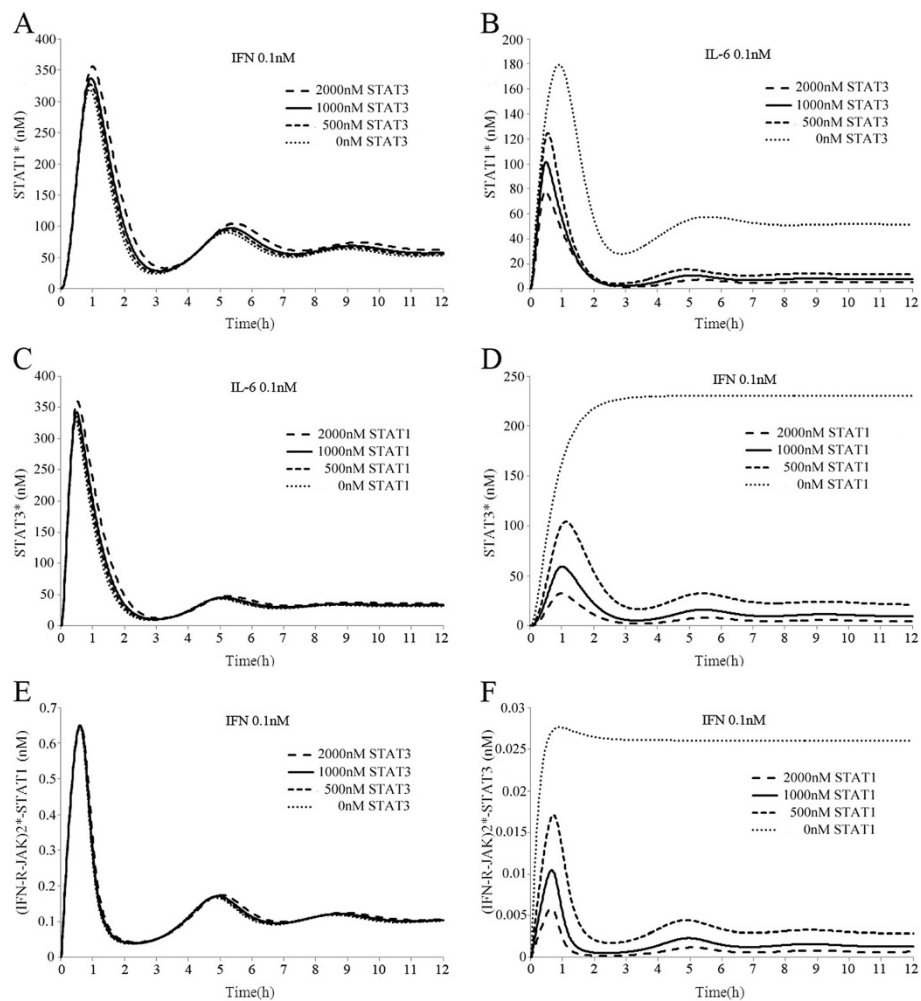 A
IFN 0.1nM
STAT1* (nM)
400
350
300
250
200
150
100
50
0
2000nM STAT3
1000nM STAT3
500nM STAT3
0nM STAT3
0 1 2 3 4 5 6 7 8 9 10 11 12
Time(h)
B
IL-6 0.1nM
STAT1* (nM)
200
180
160
140
120
100
80
60
40
20
0
2000nM STAT3
1000nM STAT3
500nM STAT3
0nM STAT3
0 1 2 3 4 5 6 7 8 9 10 11 12
Time(h)
C
IL-6 0.1nM
STAT3* (nM)
400
350
300
250
200
150
100
50
0
2000nM STAT1
1000nM STAT1
500nM STAT1
0nM STAT1
0 1 2 3 4 5 6 7 8 9 10 11 12
Time(h)
D
IFN 0.1nM
STAT3* (nM)
250
200
150
100
50
0
2000nM STAT1
1000nM STAT1
500nM STAT1
0nM STAT1
0 1 2 3 4 5 6 7 8 9 10 11 12
Time(h)
E
IFN 0.1nM
(IFN-R-JAK)2*-STAT1 (nM)
0.7
0.6
0.5
0.4
0.3
0.2
0.1
0
2000nM STAT3
1000nM STAT3
500nM STAT3
0nM STAT3
0 1 2 3 4 5 6 7 8 9 10 11 12
Time(h)
F
IFN 0.1nM
(IFN-R-JAK)2*-STAT3 (nM)
0.03
0.025
0.02
0.015
0.01
0.005
0
2000nM STAT1
1000nM STAT1
500nM STAT1
0nM STAT1
0 1 2 3 4 5 6 7 8 9 10 11 12
Time(h)